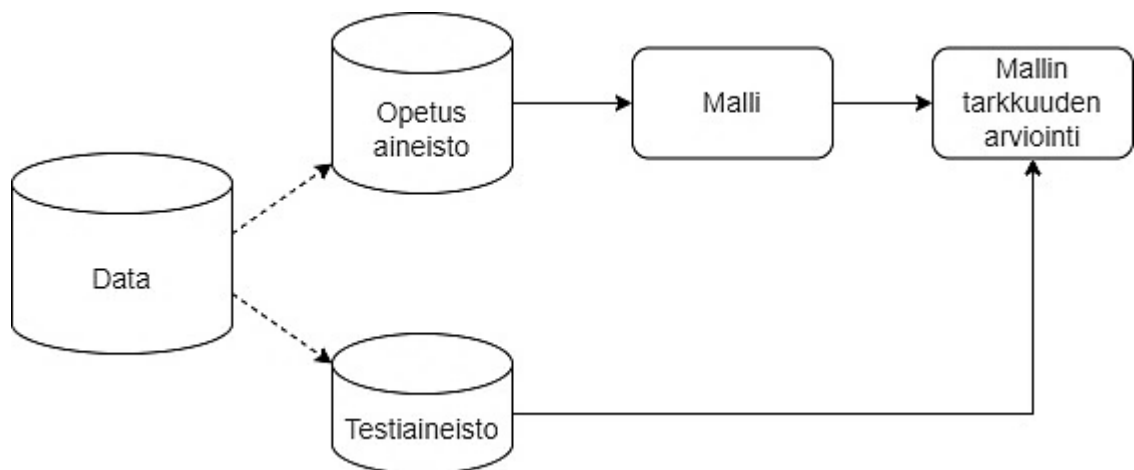 Opetus
aineisto
Malli
Mallin
tarkkuuden
arviointi
Data
Testiaineisto